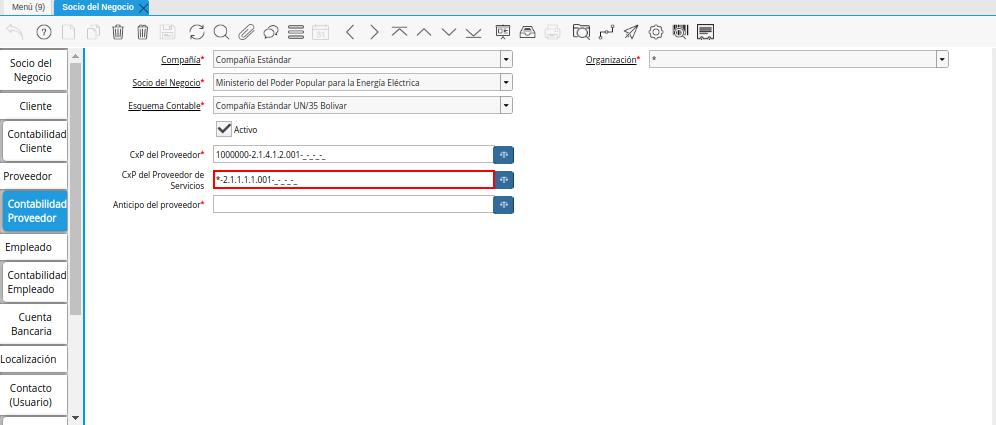 Menú (9)
Socio del Negocio
Socio del
Negocio
Cliente
Contabilidad
Cliente
Proveedor
Contabilidad
Proveedor
Empleado
Contabilidad
Empleado
Cuenta
Bancaria
Localización
Contacto
(Usuario)
Compañía* Compañía Estándar
Organización* *
Socio del Negocio* Ministerio del Poder Popular para la Energía Eléctrica
Esquema Contable* Compañía Estándar UN/35 Bolivar
Activo
CxP del Proveedor* 1000000-2.1.4.1.2.001-_-_-_-_
CxP del Proveedor de
Servicios
*-2.1.1.1.1.001-_-_-_-_
Anticipo del proveedor*
31